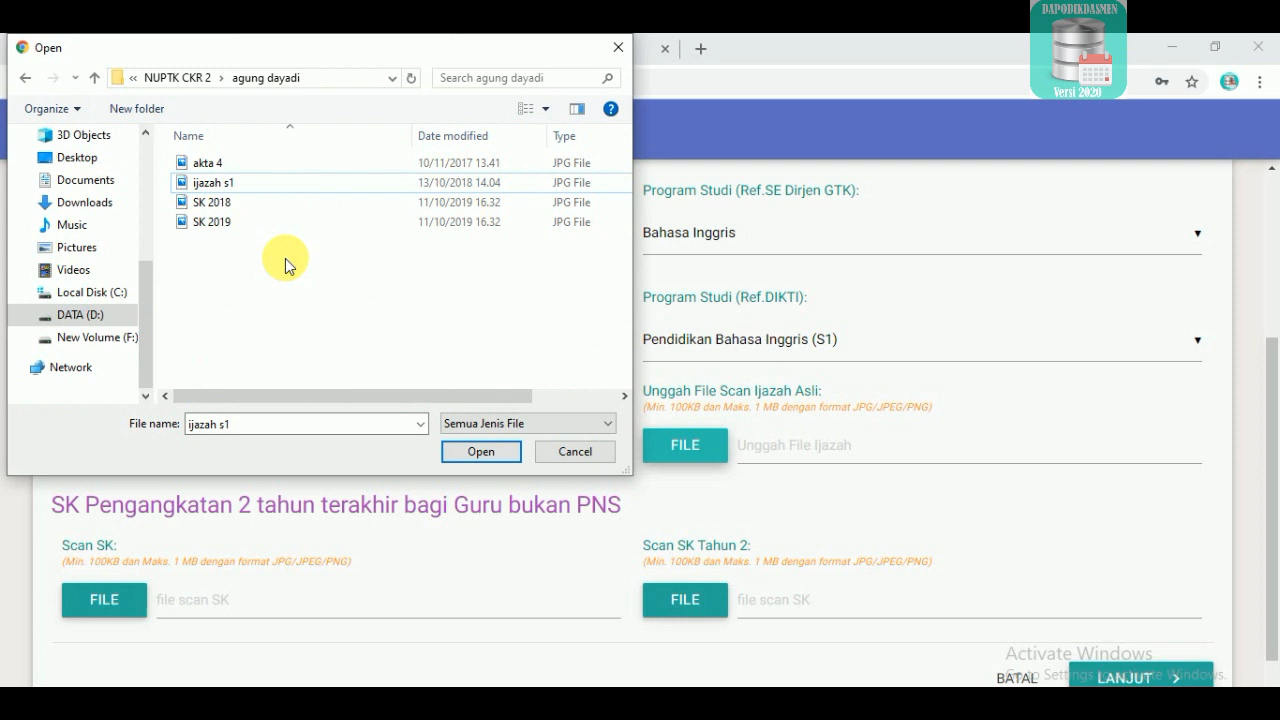 DAPODIKDASMEN
Versi 2020
Open
NUPTK CKR 2
agung dayadi
Search agung dayadi
Organize
New folder
Name
Date modified
Type
3D Objects
Desktop
Documents
Downloads
Music
Pictures
Videos
Local Disk (C:)
DATA (D:)
New Volume (F:)
Network
akta 4 10/11/2017 13.41 JPG File
ijazah s1 13/10/2018 14.04 JPG File
SK 2018 11/10/2019 16.32 JPG File
SK 2019 11/10/2019 16.32 JPG File
File name: ijazah s1
Semua Jenis File
Open
Cancel
Program Studi (Ref.SE Dirjen GTK):
Bahasa Inggris
Program Studi (Ref.DIKTI):
Pendidikan Bahasa Inggris (S1)
Unggah File Scan Ijazah Asli:
(Min. 100KB dan Maks. 1 MB dengan format JPG/JPEG/PNG)
FILE
Unggah File Ijazah
SK Pengangkatan 2 tahun terakhir bagi Guru bukan PNS
Scan SK:
(Min. 100KB dan Maks. 1 MB dengan format JPG/JPEG/PNG)
FILE
file scan SK
Scan SK Tahun 2:
(Min. 100KB dan Maks. 1 MB dengan format JPG/JPEG/PNG)
FILE
file scan SK
Activate Windows
Go to Settings to activate Windows.
BATAL
LANJUT